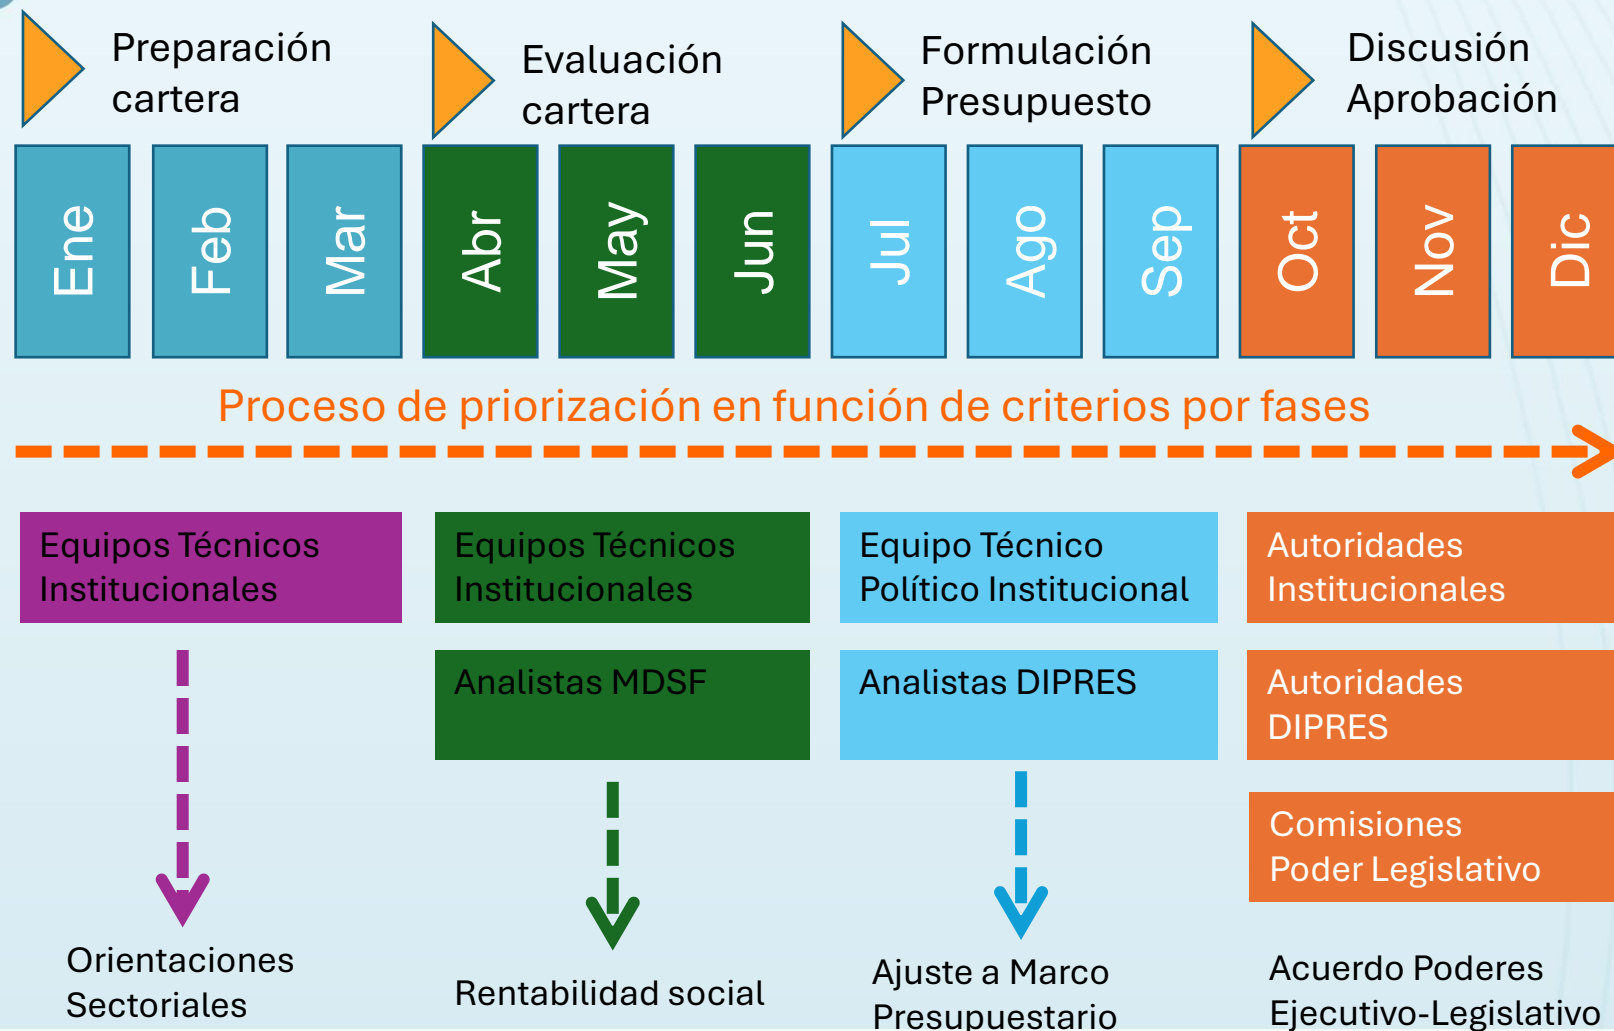 Preparación
cartera
Evaluación
cartera
Formulación
Presupuesto
Discusión
Aprobación
Ene
Feb
Mar
Abr
May
Jun
Jul
Ago
Sep
Oct
Nov
Dic
Proceso de priorización en función de criterios por fases
Equipos Técnicos
Institucionales
Equipos Técnicos
Institucionales
Equipo Técnico
Político Institucional
Autoridades
Institucionales
Analistas MDSF
Analistas DIPRES
Autoridades
DIPRES
Comisiones
Poder Legislativo
Orientaciones
Sectoriales
Rentabilidad social
Ajuste a Marco
Presupuestario
Acuerdo Poderes
Ejecutivo-Legislativo